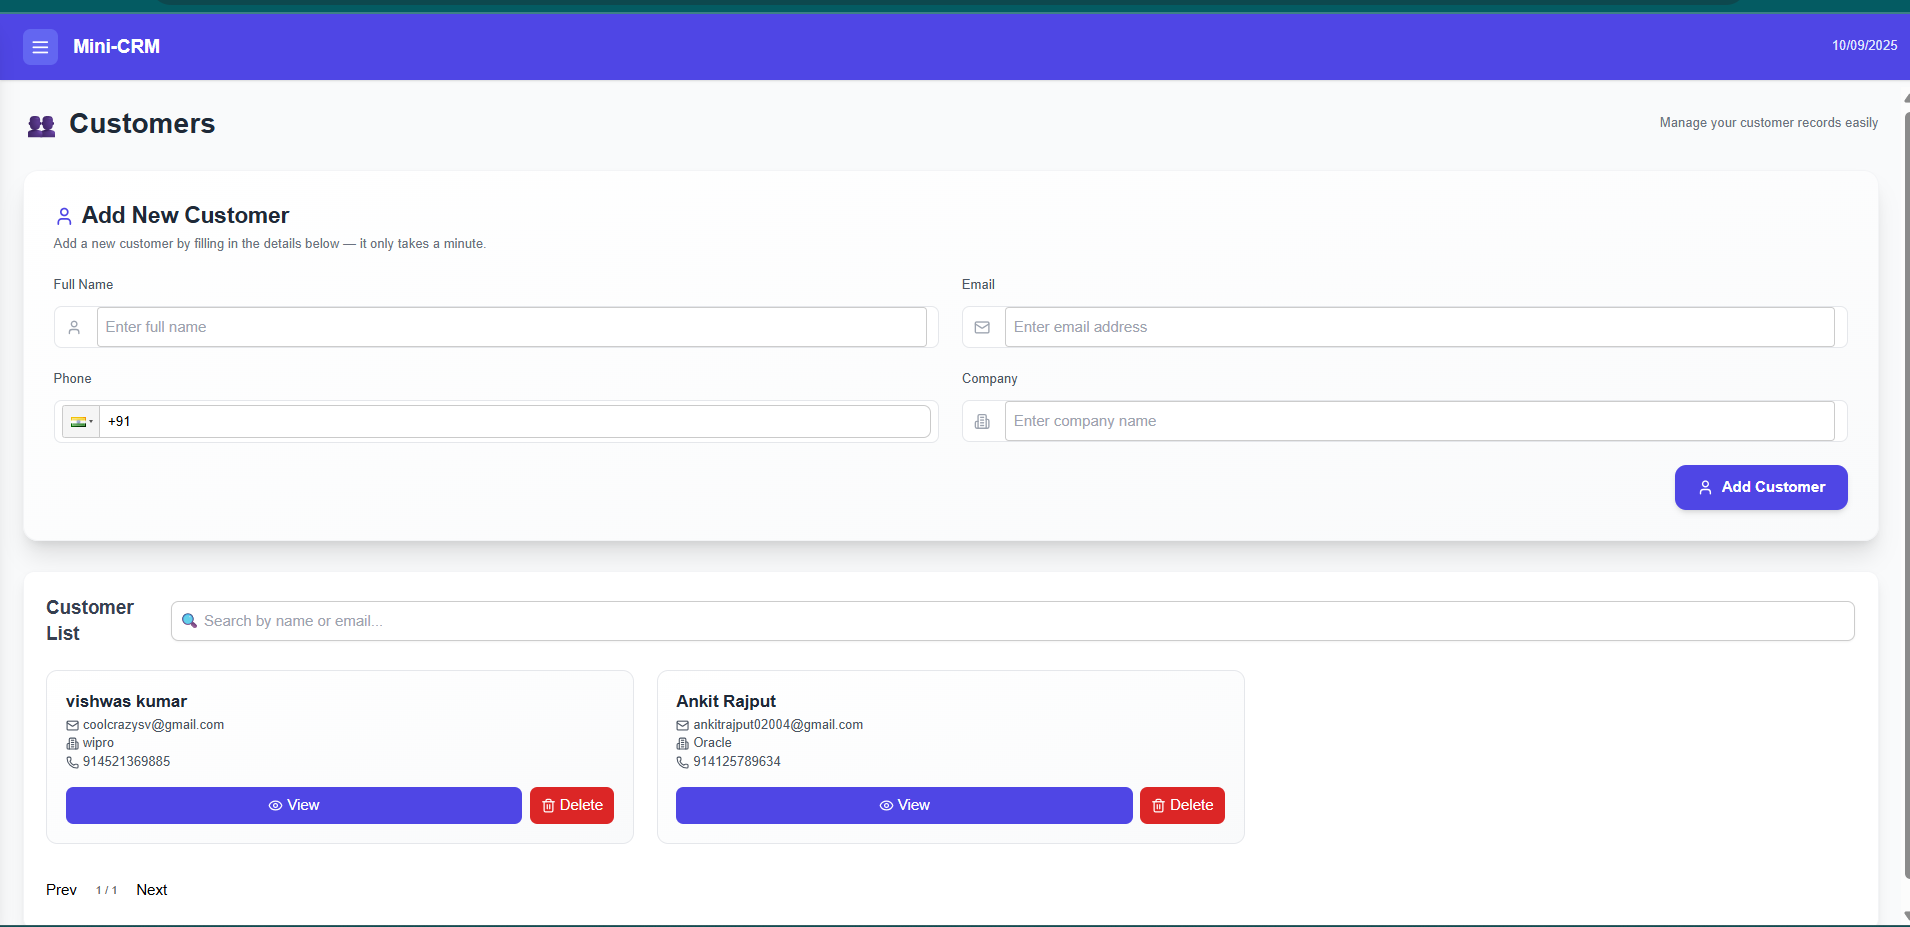 Mini-CRM
10/09/2025
Customers
Manage your customer records easily
Add New Customer
Add a new customer by filling in the details below — it only takes a minute.
Full Name
Email
Enter full name
Enter email address
Phone
Company
+91
Enter company name
Add Customer
Customer
List
Search by name or email...
vishwas kumar
coolcrazysv@gmail.com
wipro
914521369885
View
Delete
Ankit Rajput
ankitrajput02004@gmail.com
Oracle
914125789634
View
Delete
Prev 1 / 1 Next